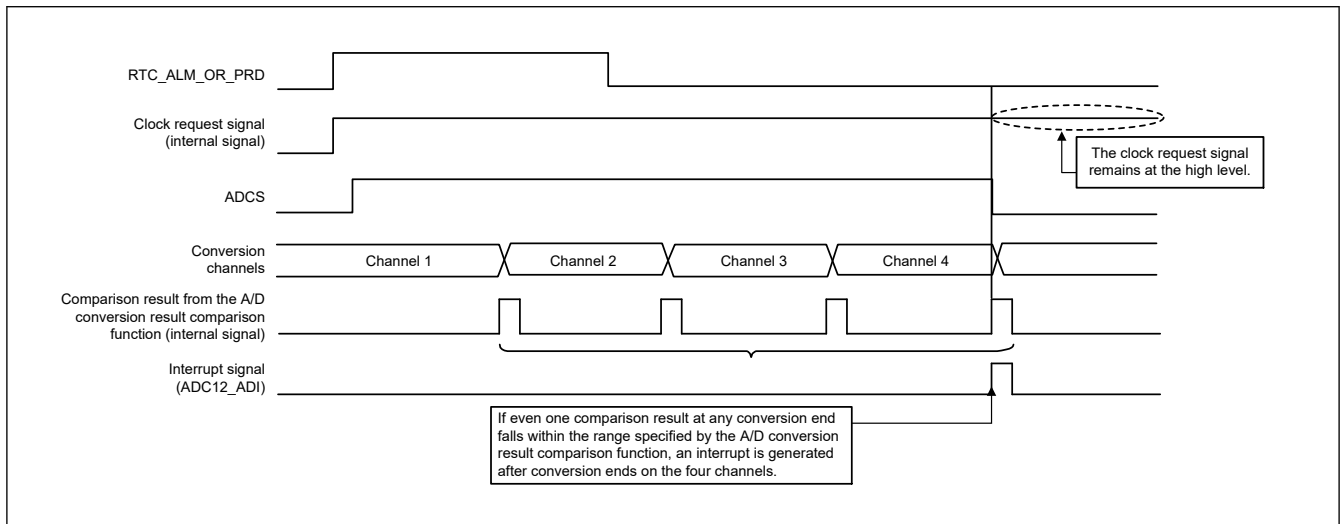 RTC_ALM_OR_PRD
Clock request signal
(internal signal)
The clock request signal
remains at the high level.
ADCS
Conversion
channels
Channel 1
Channel 2
Channel 3
Channel 4
Comparison result from the A/D
conversion result comparison
function (internal signal)
Interrupt signal
(ADC12_ADI)
If even one comparison result at any conversion end
falls within the range specified by the A/D conversion
result comparison function, an interrupt is generated
after conversion ends on the four channels.